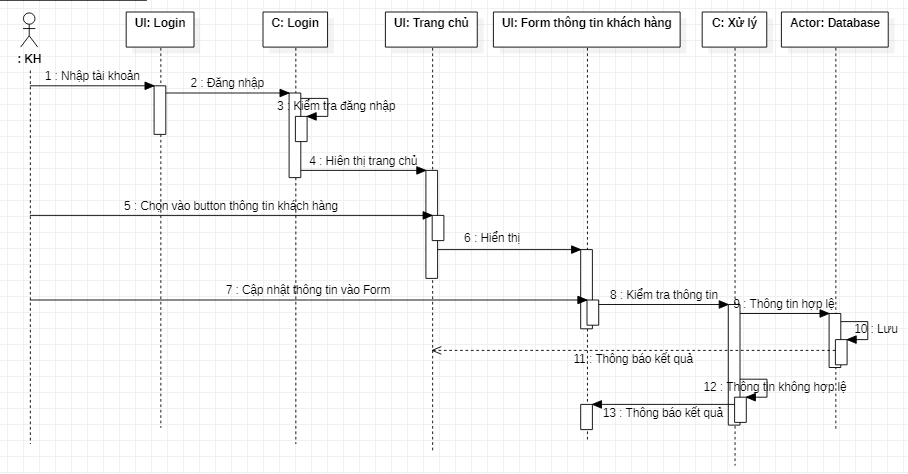 UI: Login
C: Login
UI: Trang chủ
UI: Form thông tin khách hàng
C: Xử lý
Actor: Database
: KH
1 : Nhập tài khoản
2 : Đăng nhập
3 : Kiểm tra đăng nhập
4 : Hiên thị trang chủ
5 : Chọn vào button thông tin khách hàng
6 : Hiển thị
7 : Cập nhật thông tin vào Form
8 : Kiểm tra thông tin
9 : Thông tin hợp lệ
10 : Lưu
11 : Thông báo kết quả
12 : Thông tin không hợp lệ
13 : Thông báo kết quả